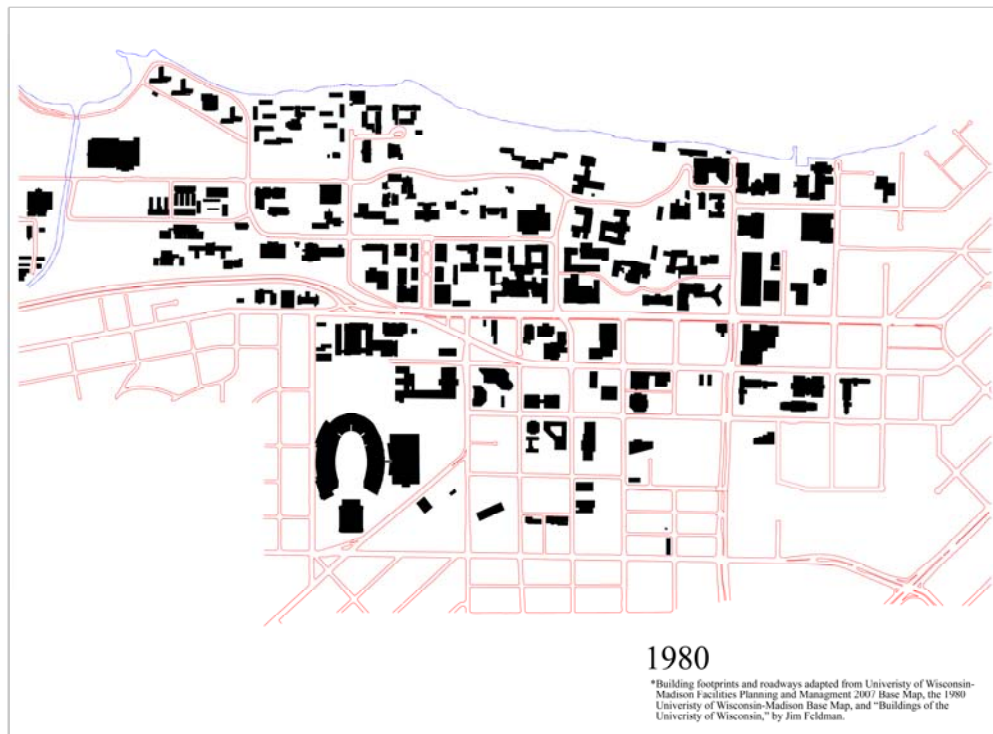 1980
*Building footprints and roadways adapted from Univeristy of Wisconsin-
Madison Facilities Planning and Managment 2007 Base Map, the 1980
Univeristy of Wisconsin-Madison Base Map, and “Buildings of the
Univeristy of Wisconsin,” by Jim Feldman.